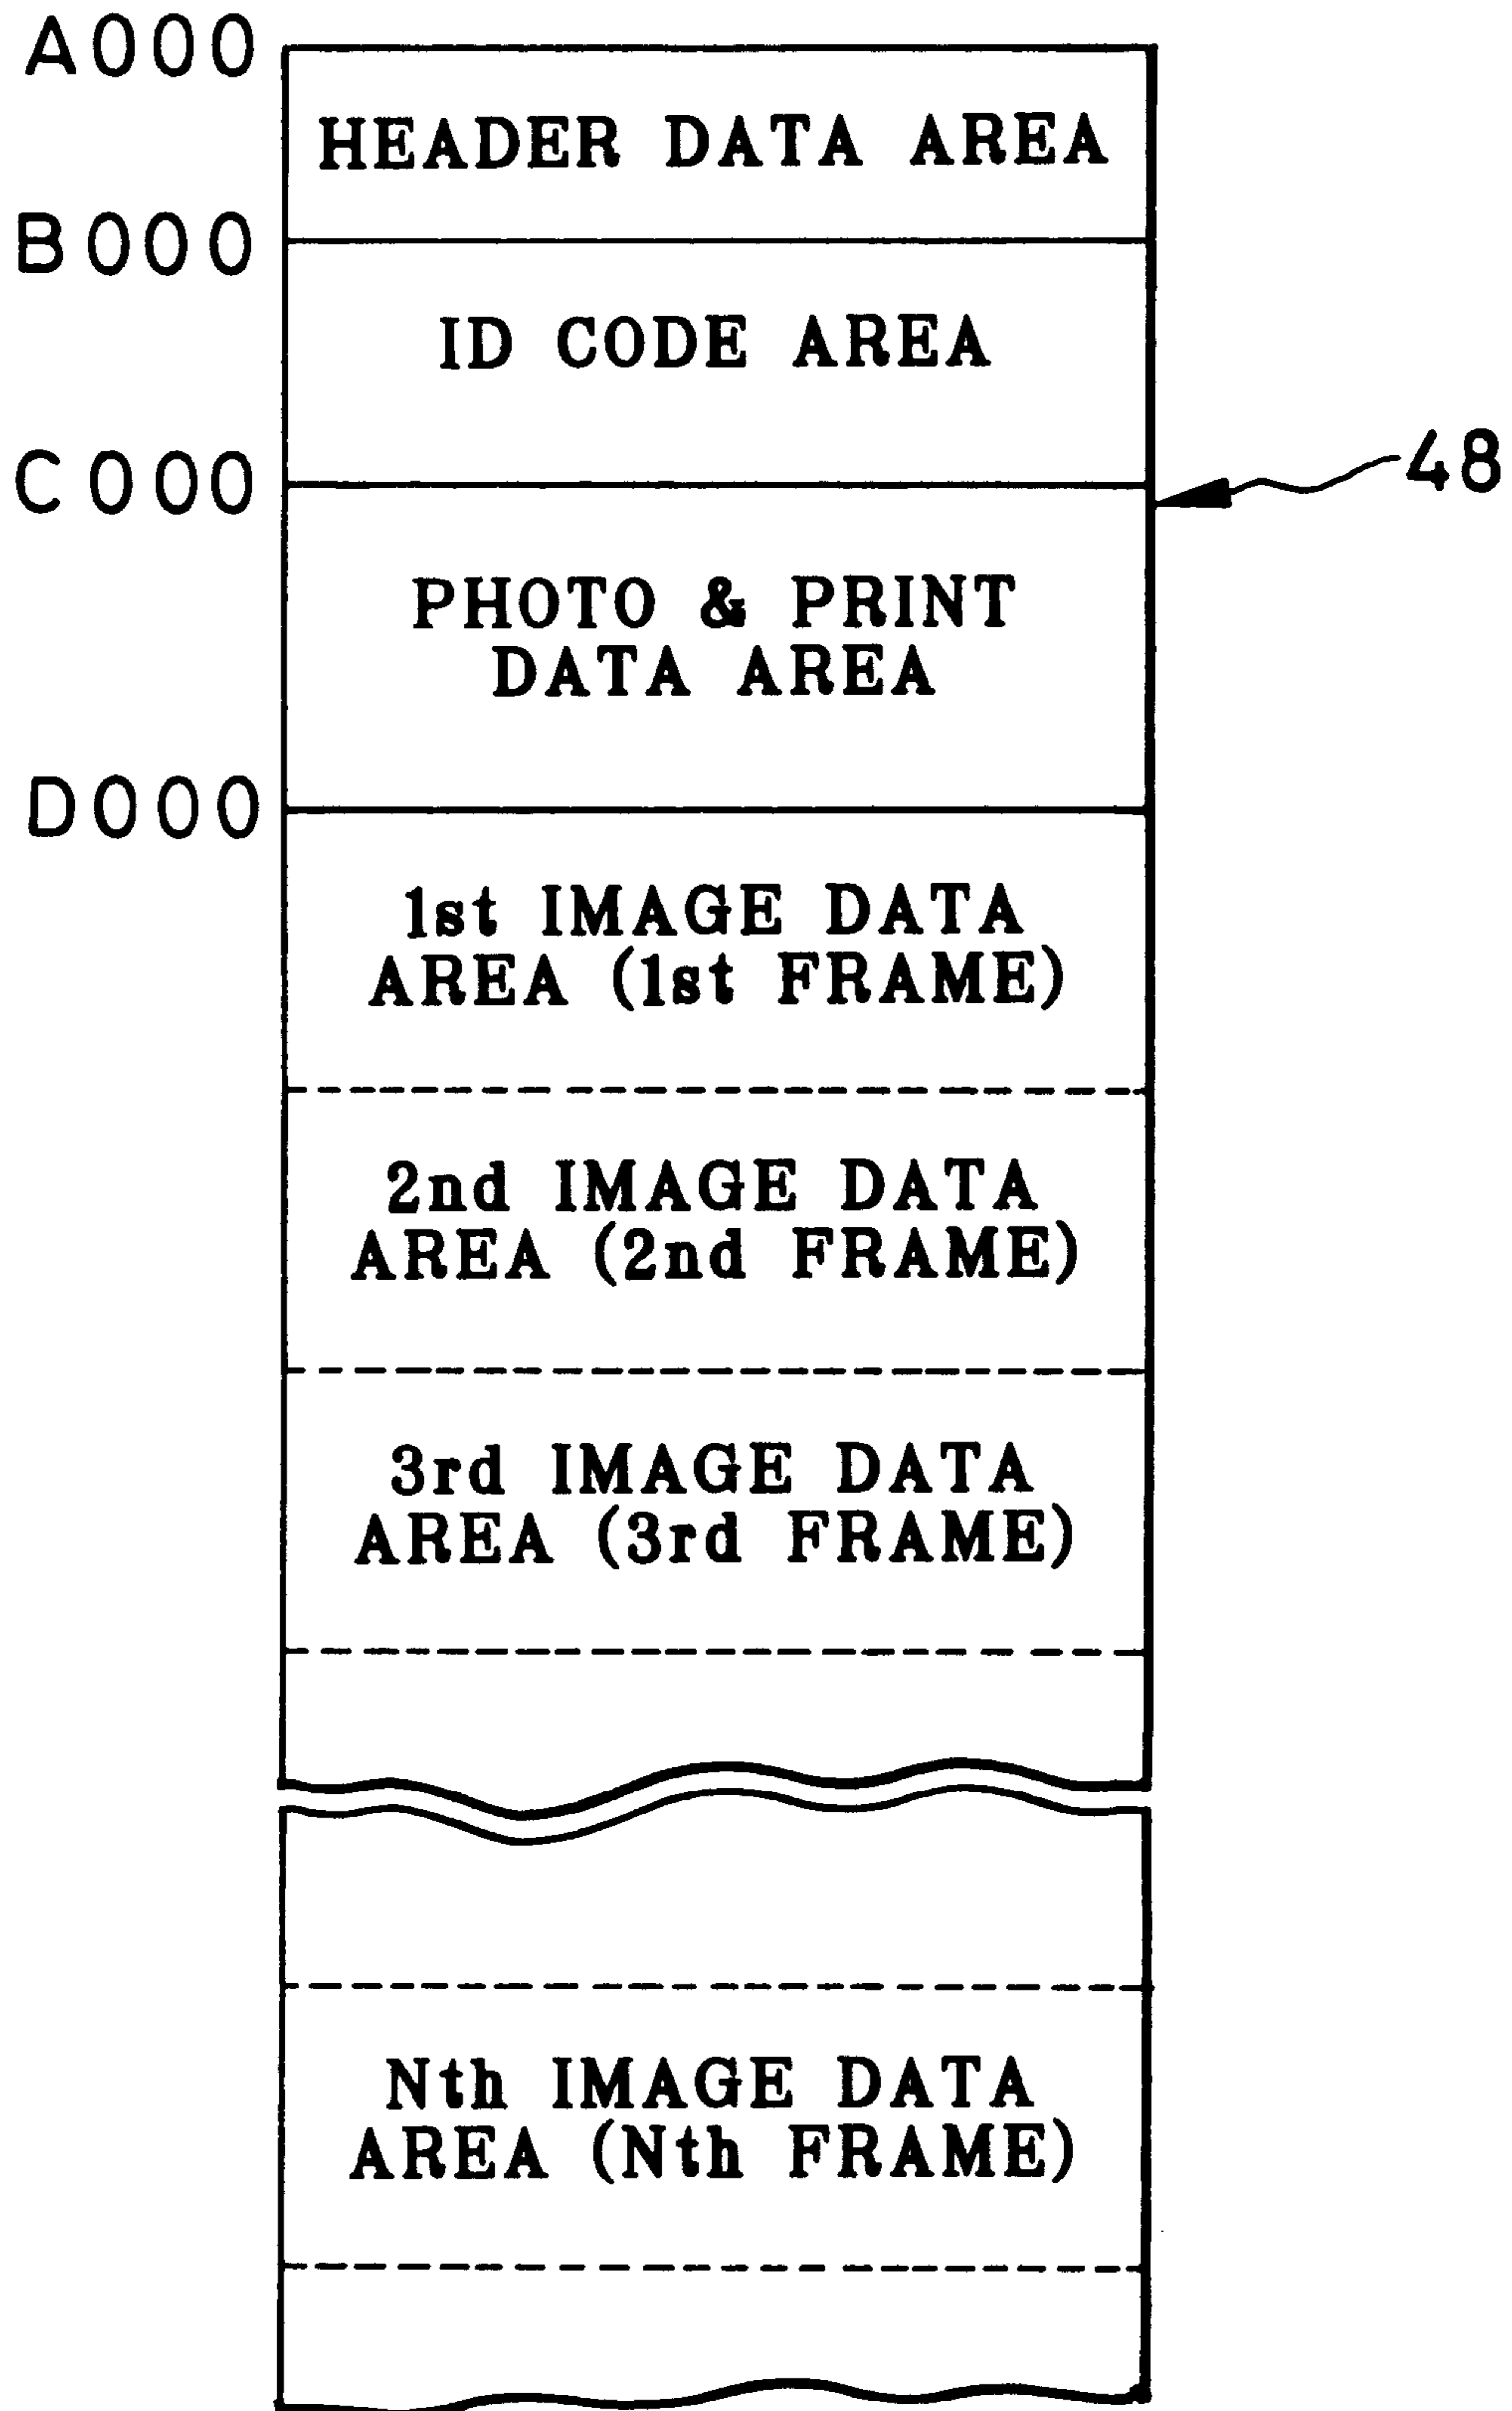 A000
HEADER DATA AREA
B000
ID CODE AREA
C000
48
PHOTO & PRINT
DATA AREA
D000
1st IMAGE DATA
AREA (1st FRAME)
2nd IMAGE DATA
AREA (2nd FRAME)
3rd IMAGE DATA
AREA (3rd FRAME)
Nth IMAGE DATA
AREA (Nth FRAME)